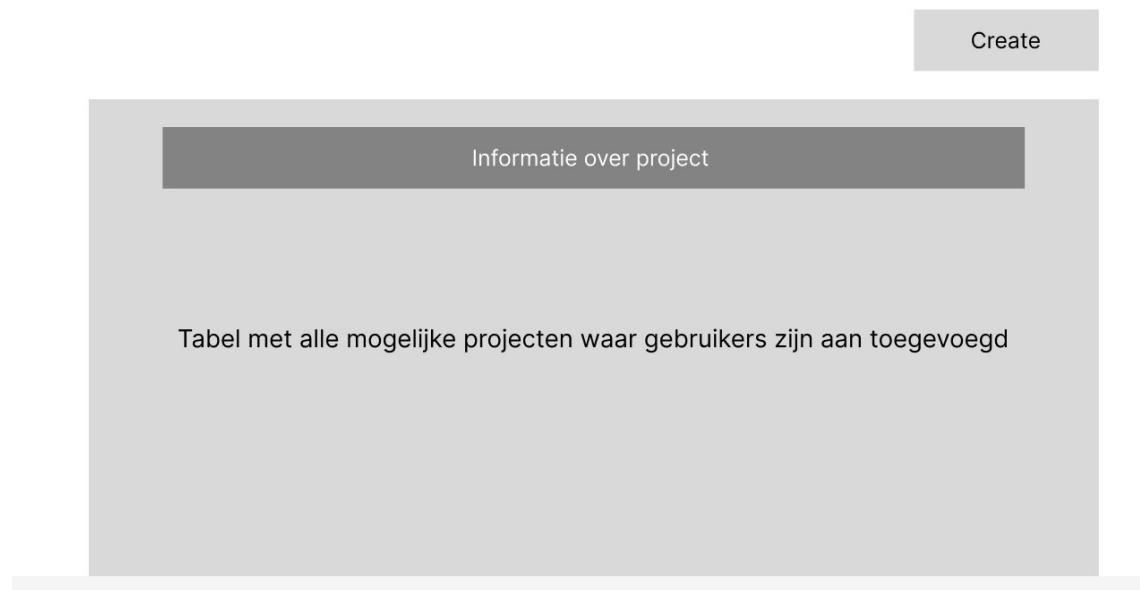 Create
Informatie over project
Tabel met alle mogelijke projecten waar gebruikers zijn aan toegevoegd